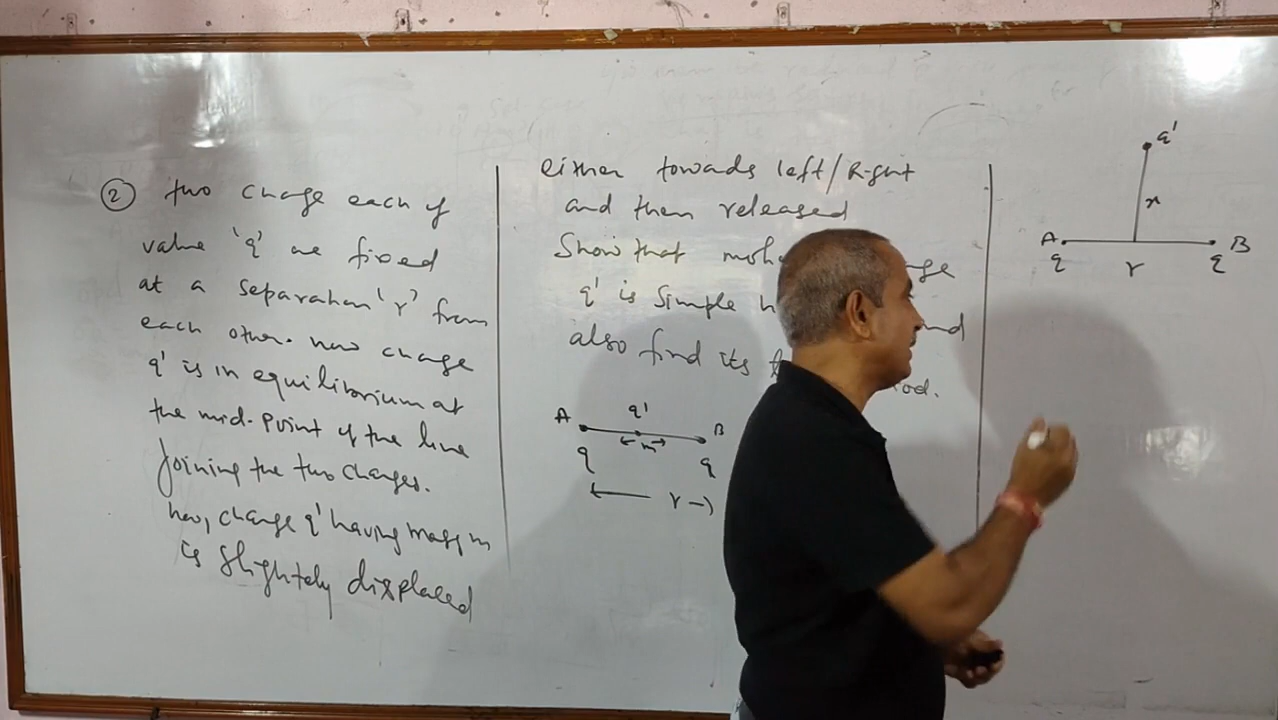 ② two charge each of
value 'q' are fixed
at a separation 'r' from
each other. now charge
q' is in equilibrium at
the mid-point of the line
Joining the two charges.
now, charge q' having mass m
is slightely displaced
either towards left/Right
and then released
Show that
q' is simple
also find its
A q' B
m
q q
r
q'
x
A B
q r q